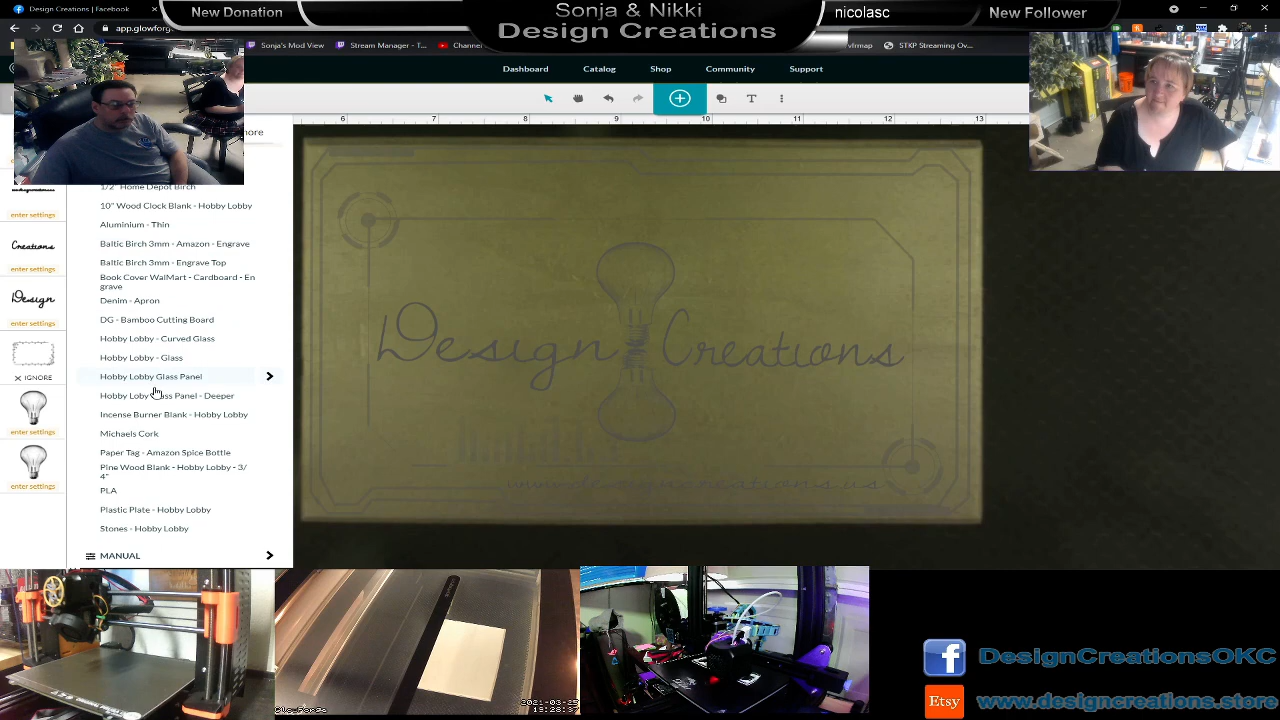 Design Creations | Facebook
New Donation
Sonja & Nikki
Design Creations
nicolasc
New Follower
app.glowforg
Sonja's Mod View
Stream Manager - T...
Channel
vfrmap
STKP Streaming Ov...
Dashboard
Catalog
Shop
Community
Support
6 7 8 9 10 11 12 13
ore
1/2" Home Depot Birch
10" Wood Clock Blank - Hobby Lobby
Aluminium - Thin
Baltic Birch 3mm - Amazon - Engrave
Baltic Birch 3mm - Engrave Top
Book Cover WalMart - Cardboard - En
grave
Denim - Apron
DG - Bamboo Cutting Board
Hobby Lobby - Curved Glass
Hobby Lobby - Glass
Hobby Lobby Glass Panel
Hobby Loby Glass Panel - Deeper
Incense Burner Blank - Hobby Lobby
Michaels Cork
Paper Tag - Amazon Spice Bottle
Pine Wood Blank - Hobby Lobby - 3/
4"
PLA
Plastic Plate - Hobby Lobby
Stones - Hobby Lobby
MANUAL
enter settings
Creations
enter settings
Design
enter settings
IGNORE
enter settings
enter settings
Design Creations
www.designcreations.us
DesignCreationsOKC
Etsy
www.designcreations.store